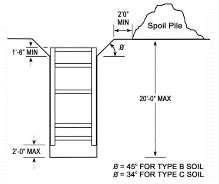 2'0"
MIN
Spoil Pile
1'-6"
MIN
Ø
20'-0" MAX
2'-0" MAX
Ø = 45° FOR TYPE B SOIL
Ø = 34° FOR TYPE C SOIL